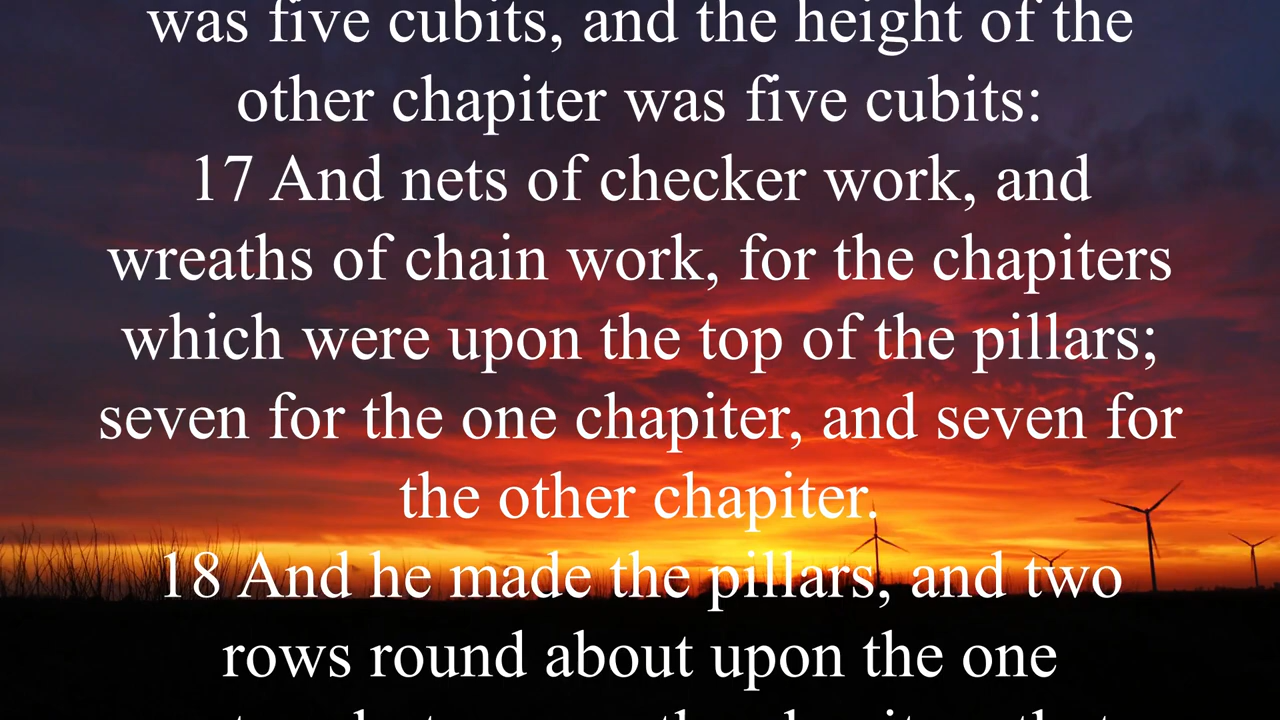 was five cubits, and the height of the
other chapiter was five cubits:
17 And nets of checker work, and
wreaths of chain work, for the chapiters
which were upon the top of the pillars;
seven for the one chapiter, and seven for
the other chapiter.
18 And he made the pillars, and two
rows round about upon the one